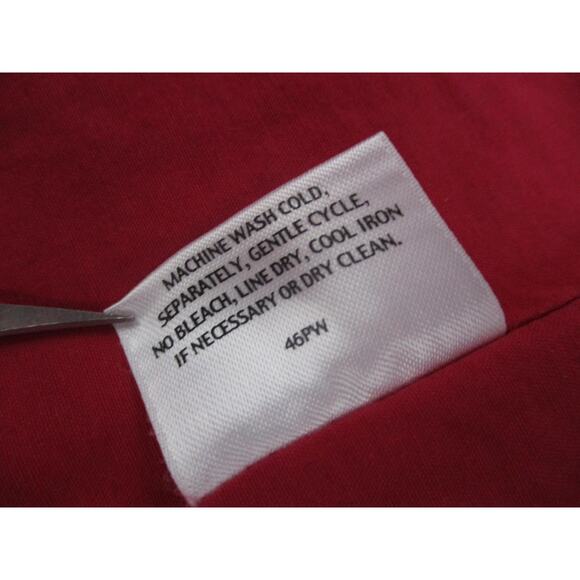 MACHINE WASH COLD,
SEPARATELY, GENTLE CYCLE,
NO BLEACH, LINE DRY, COOL IRON
IF NECESSARY OR DRY CLEAN.
46PW